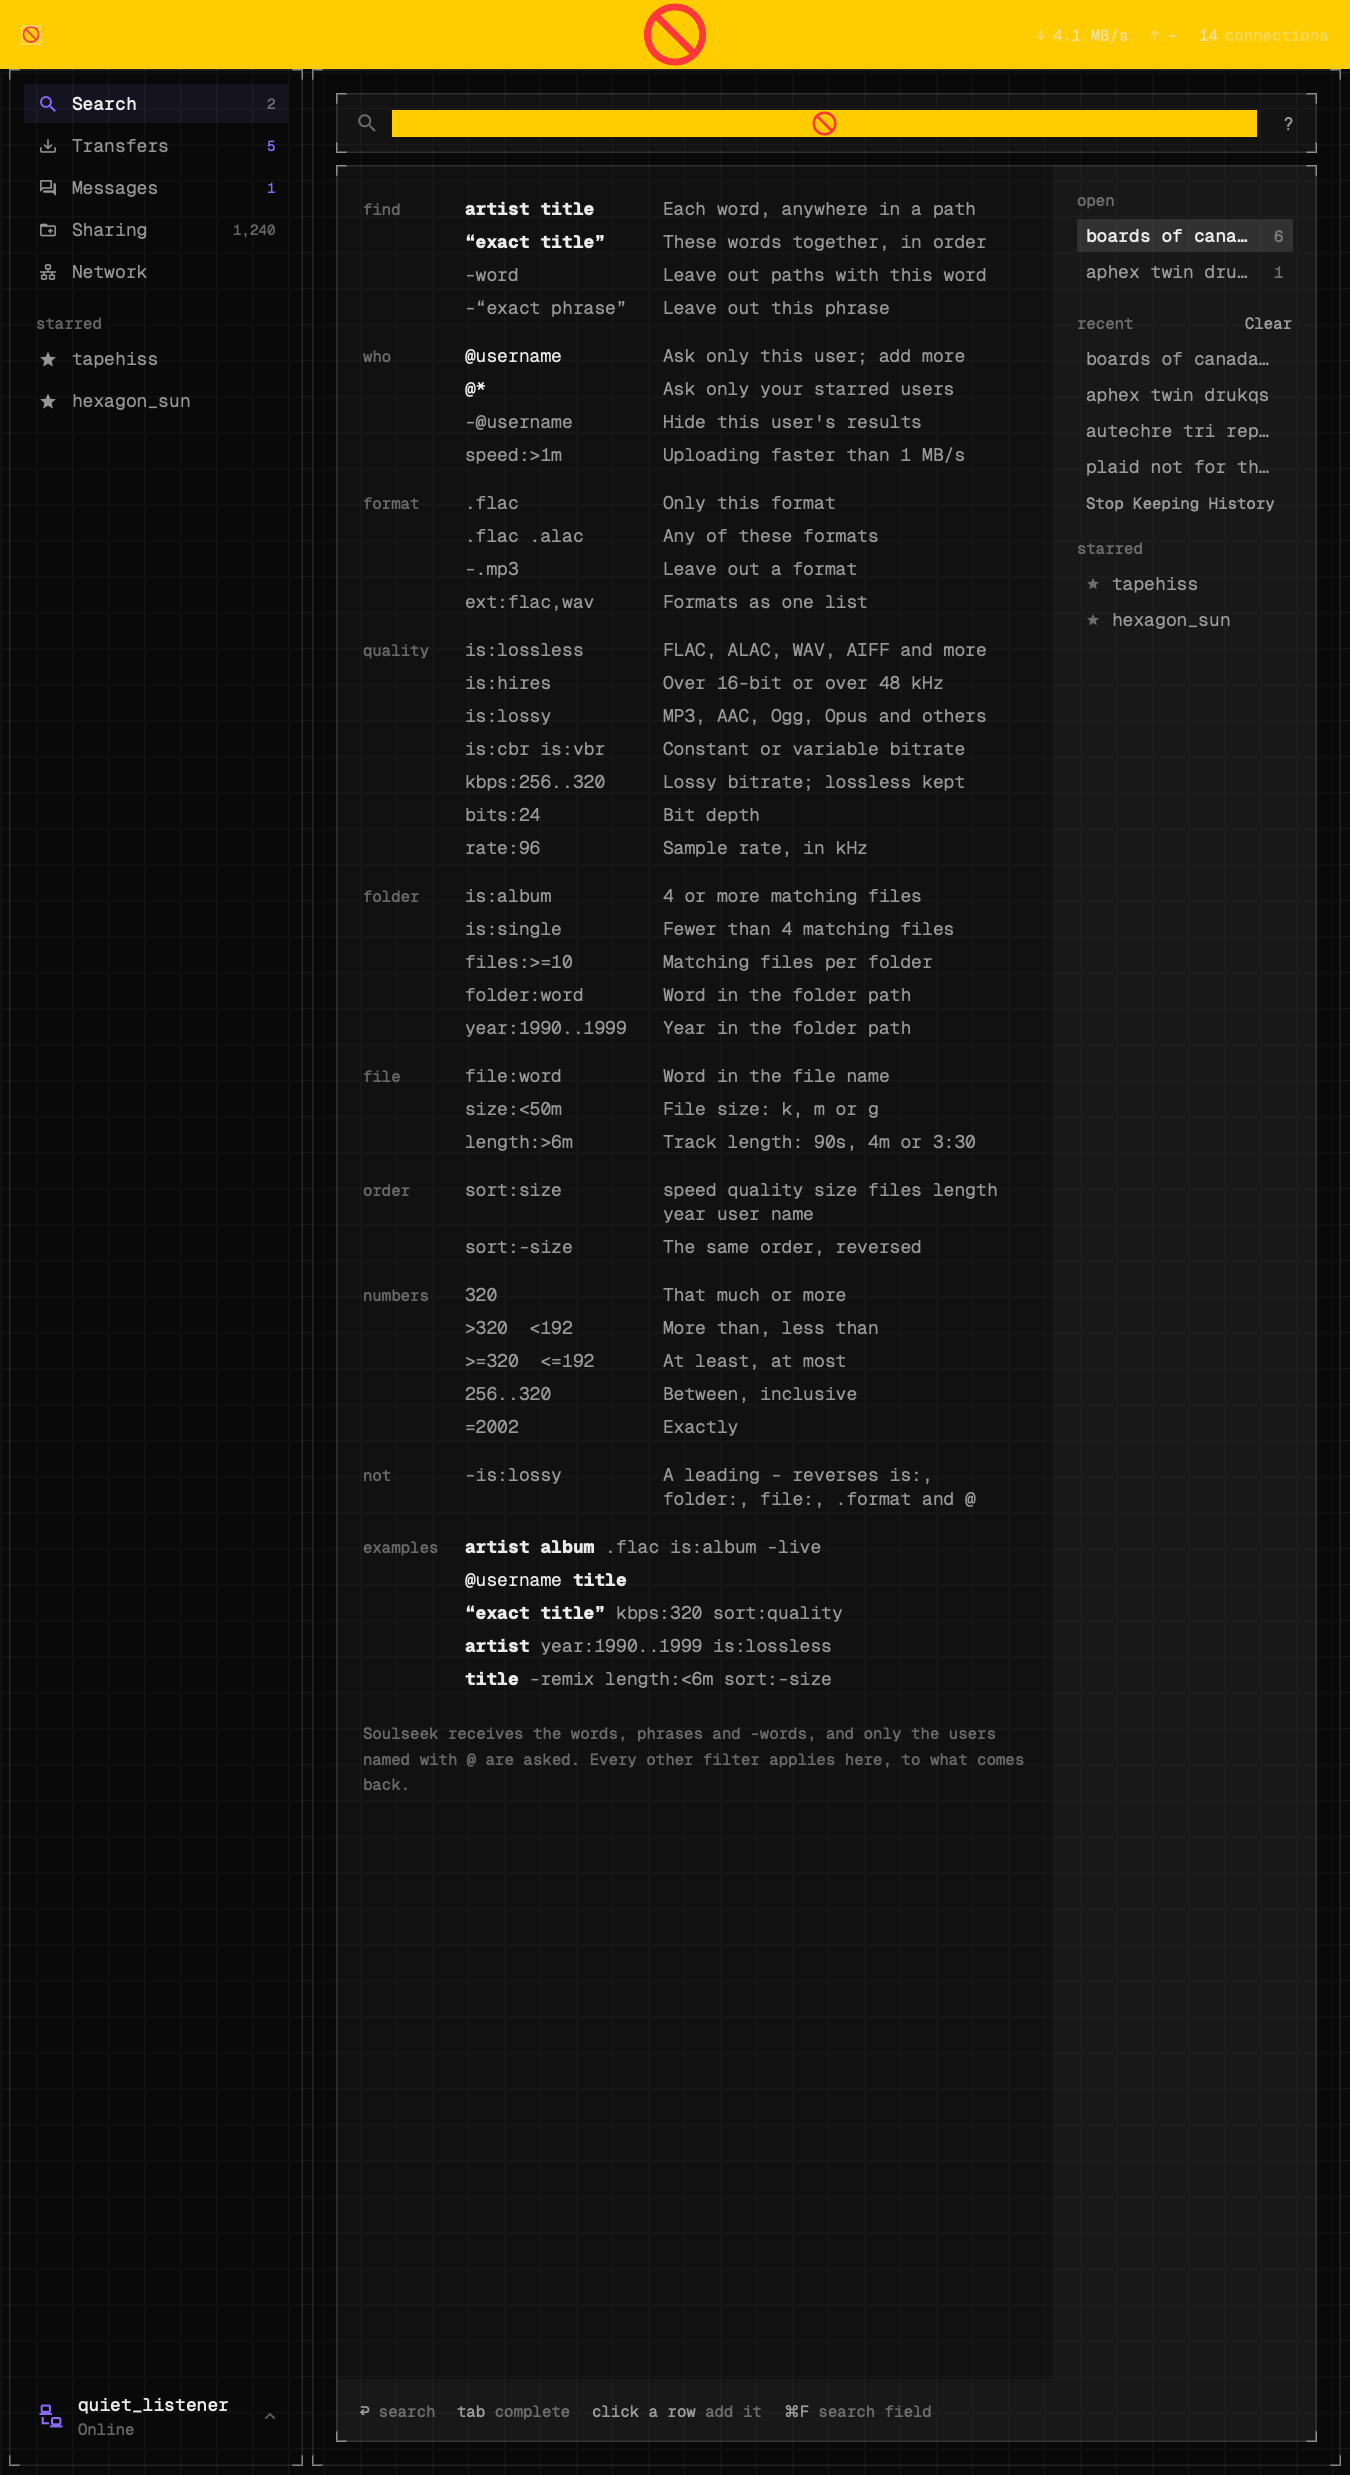 ↓ 4.1 MB/s ↑ – 14 connections
Search 2
Transfers 5
Messages 1
Sharing 1,240
Network
starred
tapehiss
hexagon_sun
?
find
artist title Each word, anywhere in a path
“exact title” These words together, in order
-word Leave out paths with this word
-“exact phrase” Leave out this phrase
who
@username Ask only this user; add more
@* Ask only your starred users
-@username Hide this user's results
speed:>1m Uploading faster than 1 MB/s
format
.flac Only this format
.flac .alac Any of these formats
-.mp3 Leave out a format
ext:flac,wav Formats as one list
quality
is:lossless FLAC, ALAC, WAV, AIFF and more
is:hires Over 16-bit or over 48 kHz
is:lossy MP3, AAC, Ogg, Opus and others
is:cbr is:vbr Constant or variable bitrate
kbps:256..320 Lossy bitrate; lossless kept
bits:24 Bit depth
rate:96 Sample rate, in kHz
folder
is:album 4 or more matching files
is:single Fewer than 4 matching files
files:>=10 Matching files per folder
folder:word Word in the folder path
year:1990..1999 Year in the folder path
file
file:word Word in the file name
size:<50m File size: k, m or g
length:>6m Track length: 90s, 4m or 3:30
order
sort:size speed quality size files length
year user name
sort:-size The same order, reversed
numbers
320 That much or more
>320 <192 More than, less than
>=320 <=192 At least, at most
256..320 Between, inclusive
=2002 Exactly
not
-is:lossy A leading - reverses is:,
folder:, file:, .format and @
examples
artist album .flac is:album -live
@username title
“exact title” kbps:320 sort:quality
artist year:1990..1999 is:lossless
title -remix length:<6m sort:-size
Soulseek receives the words, phrases and -words, and only the users
named with @ are asked. Every other filter applies here, to what comes
back.
open
boards of cana… 6
aphex twin dru… 1
recent Clear
boards of canada…
aphex twin drukqs
autechre tri rep…
plaid not for th…
Stop Keeping History
starred
tapehiss
hexagon_sun
search tab complete click a row add it ⌘F search field
quiet_listener
Online